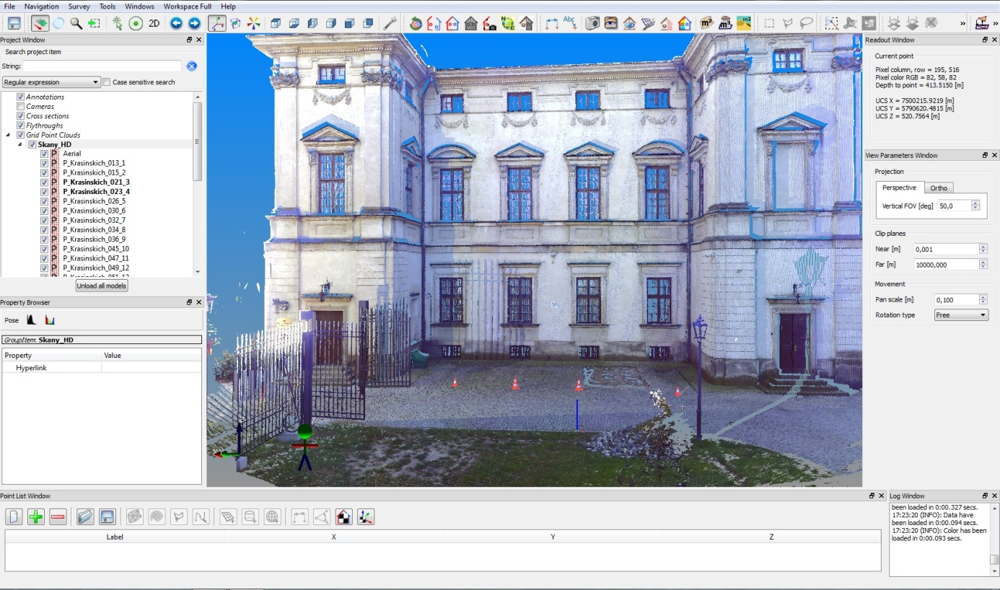 File Navigation Survey Tools Windows Workspace Full Help
2D
Abc
m²
m³
m3
»
»
Project Window
Search project item
String:
Regular expression
Case sensitive search
Annotations
Cameras
Cross sections
Flythroughs
Grid Point Clouds
Skany_HD
Aerial
P P_Krasinskich_013_1
P P_Krasinskich_015_2
P P_Krasinskich_021_3
P P_Krasinskich_023_4
P P_Krasinskich_026_5
P P_Krasinskich_030_6
P P_Krasinskich_032_7
P P_Krasinskich_034_8
P P_Krasinskich_036_9
P P_Krasinskich_045_10
P P_Krasinskich_047_11
P P_Krasinskich_049_12
Unload all models
Property Browser
Pose
GroupItem: Skany_HD
Property Value
Hyperlink
Readout Window
Current point
Pixel column, row = 195, 516
Pixel color RGB = 82, 58, 82
Depth to point = 413.5150 [m]
UCS X = 7500215.9219 [m]
UCS Y = 5790620.4815 [m]
UCS Z = 520.7564 [m]
View Parameters Window
Projection
Perspective Ortho
Vertical FOV [deg] 50,0
Clip planes
Near [m] 0,001
Far [m] 10000,000
Movement
Pan scale [m] 0,100
Rotation type Free
Point List Window
Label X Y Z
Log Window
been loaded in 0:00.327 secs.
17:23:20 (INFO): Data have
been loaded in 0:00.094 secs.
17:23:20 (INFO): Color has been
loaded in 0:00.093 secs.